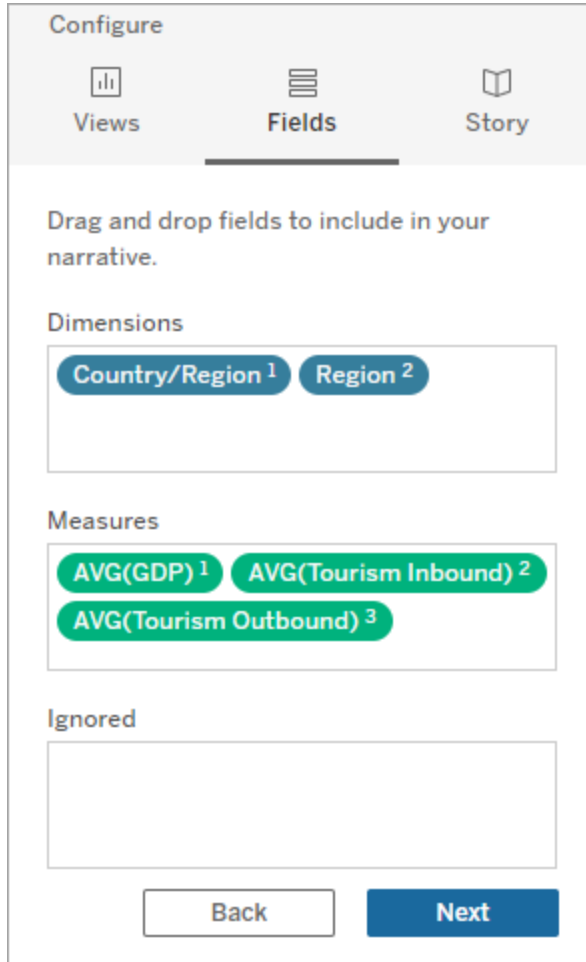 Configure
Views Fields Story
Drag and drop fields to include in your
narrative.
Dimensions
Country/Region 1 Region 2
Measures
AVG(GDP) 1 AVG(Tourism Inbound) 2
AVG(Tourism Outbound) 3
Ignored
Back Next